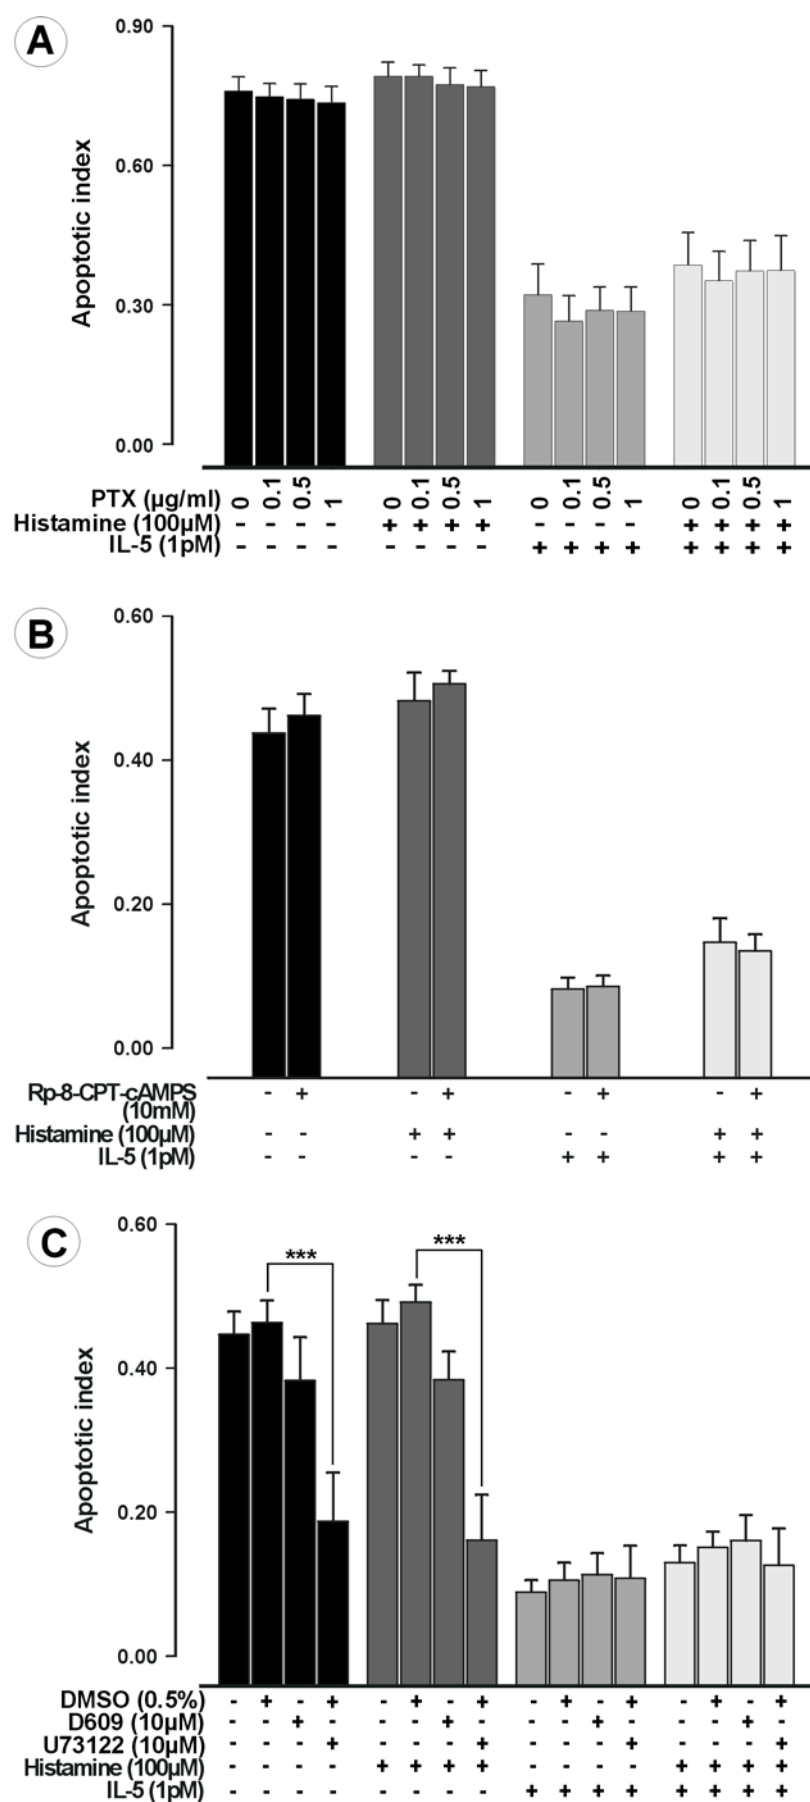 A
0.90
0.60
0.30
0.00
Apoptotic index
PTX (µg/ml) 0 0.1 0.5 1 0 0.1 0.5 1 0 0.1 0.5 1 0 0.1 0.5 1
Histamine (100µM) - - - - + + + + - - - - + + + +
IL-5 (1pM) - - - - - - - - + + + + + + + +
B
0.60
0.40
0.20
0.00
Apoptotic index
Rp-8-CPT-cAMPS - + - + - + - +
(10mM)
Histamine (100µM) - - + + - - + +
IL-5 (1pM) - - - - + + + +
C
0.60
0.40
0.20
0.00
Apoptotic index
*** ***
DMSO (0.5%) - + - + - + - + - + - + - + - +
D609 (10µM) - - + - - - + - - - + - - - + -
U73122 (10µM) - - - + - - - + - - - + - - - +
Histamine (100µM) - - - - + + + + - - - - + + + +
IL-5 (1pM) - - - - - - - - + + + + + + + +